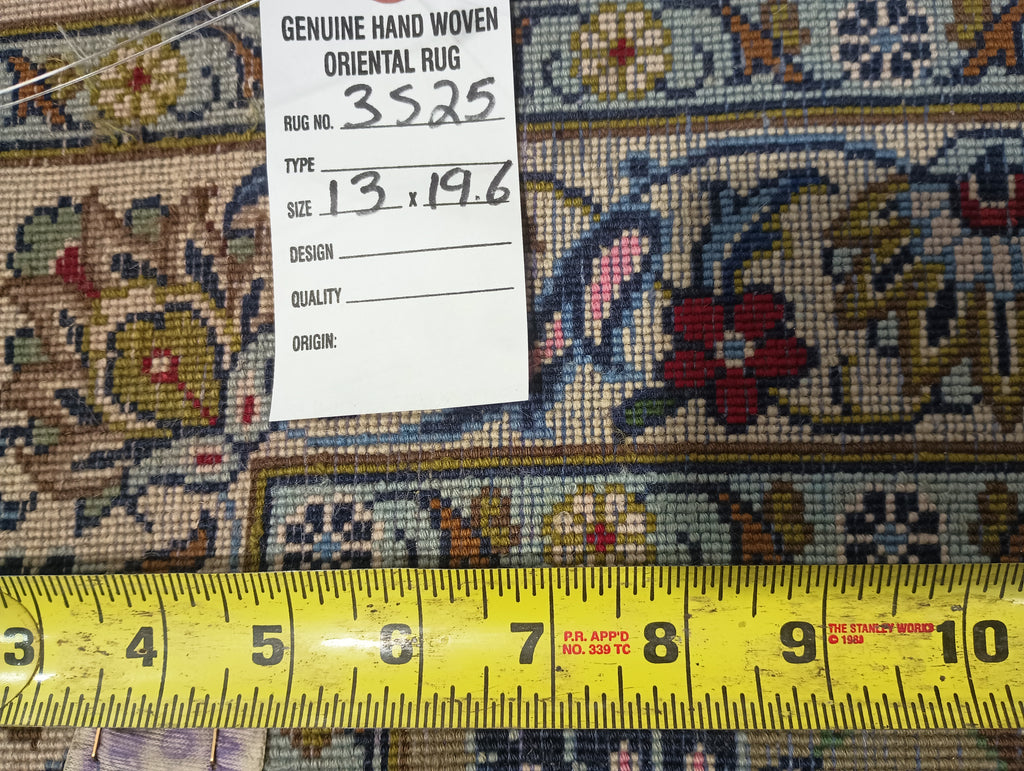 GENUINE HAND WOVEN
ORIENTAL RUG
RUG NO. 3525
TYPE
SIZE 13 x 19.6
DESIGN
QUALITY
ORIGIN:
3 4 5 6 7 P.R. APP'D NO. 339 TC 8 9 THE STANLEY WORKS © 1983 10